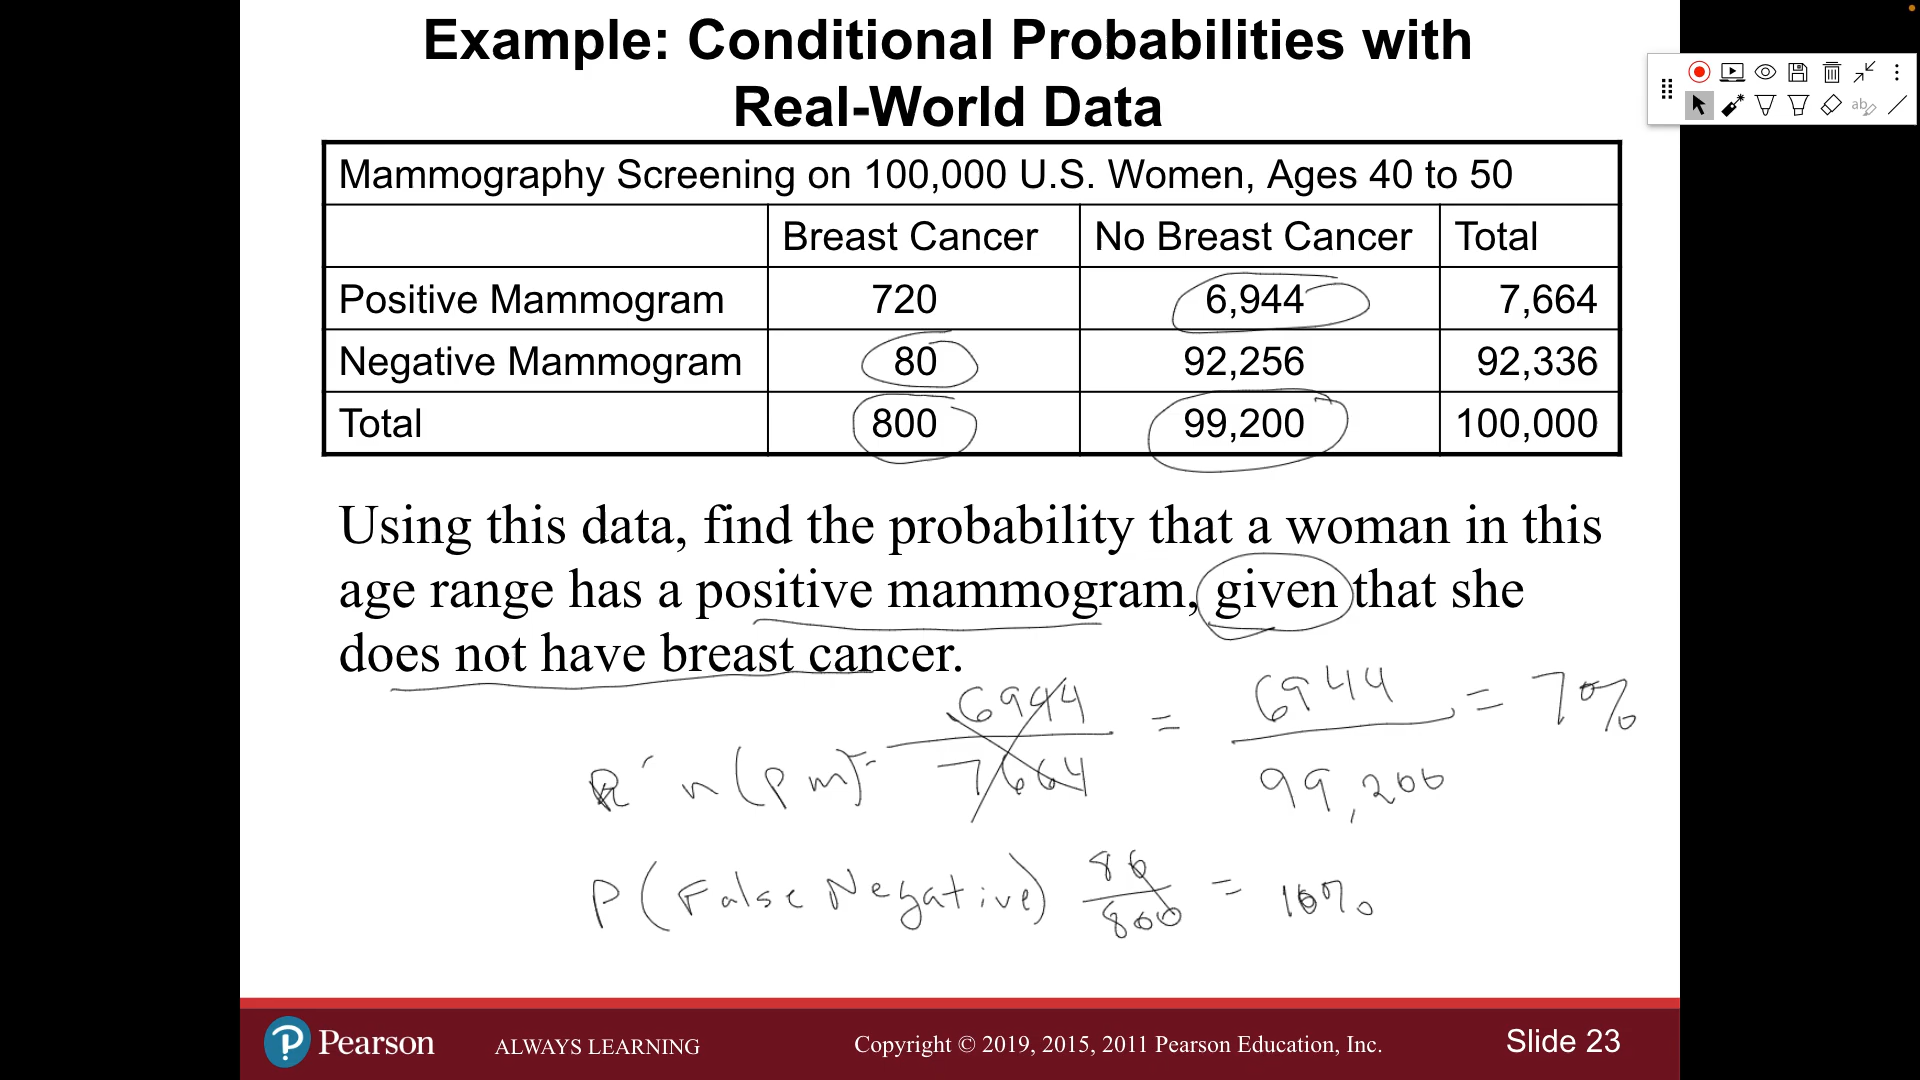 Example: Conditional Probabilities with
Real-World Data
Mammography Screening on 100,000 U.S. Women, Ages 40 to 50
Breast Cancer No Breast Cancer Total
Positive Mammogram 720 6,944 7,664
Negative Mammogram 80 92,256 92,336
Total 800 99,200 100,000
Using this data, find the probability that a woman in this
age range has a positive mammogram, given that she
does not have breast cancer.
n(pm) = 6944 / 7664 = 6944 / 99,200 = 7%
P(False Negative) 80 / 800 = 10%
Pearson ALWAYS LEARNING Copyright © 2019, 2015, 2011 Pearson Education, Inc. Slide 23